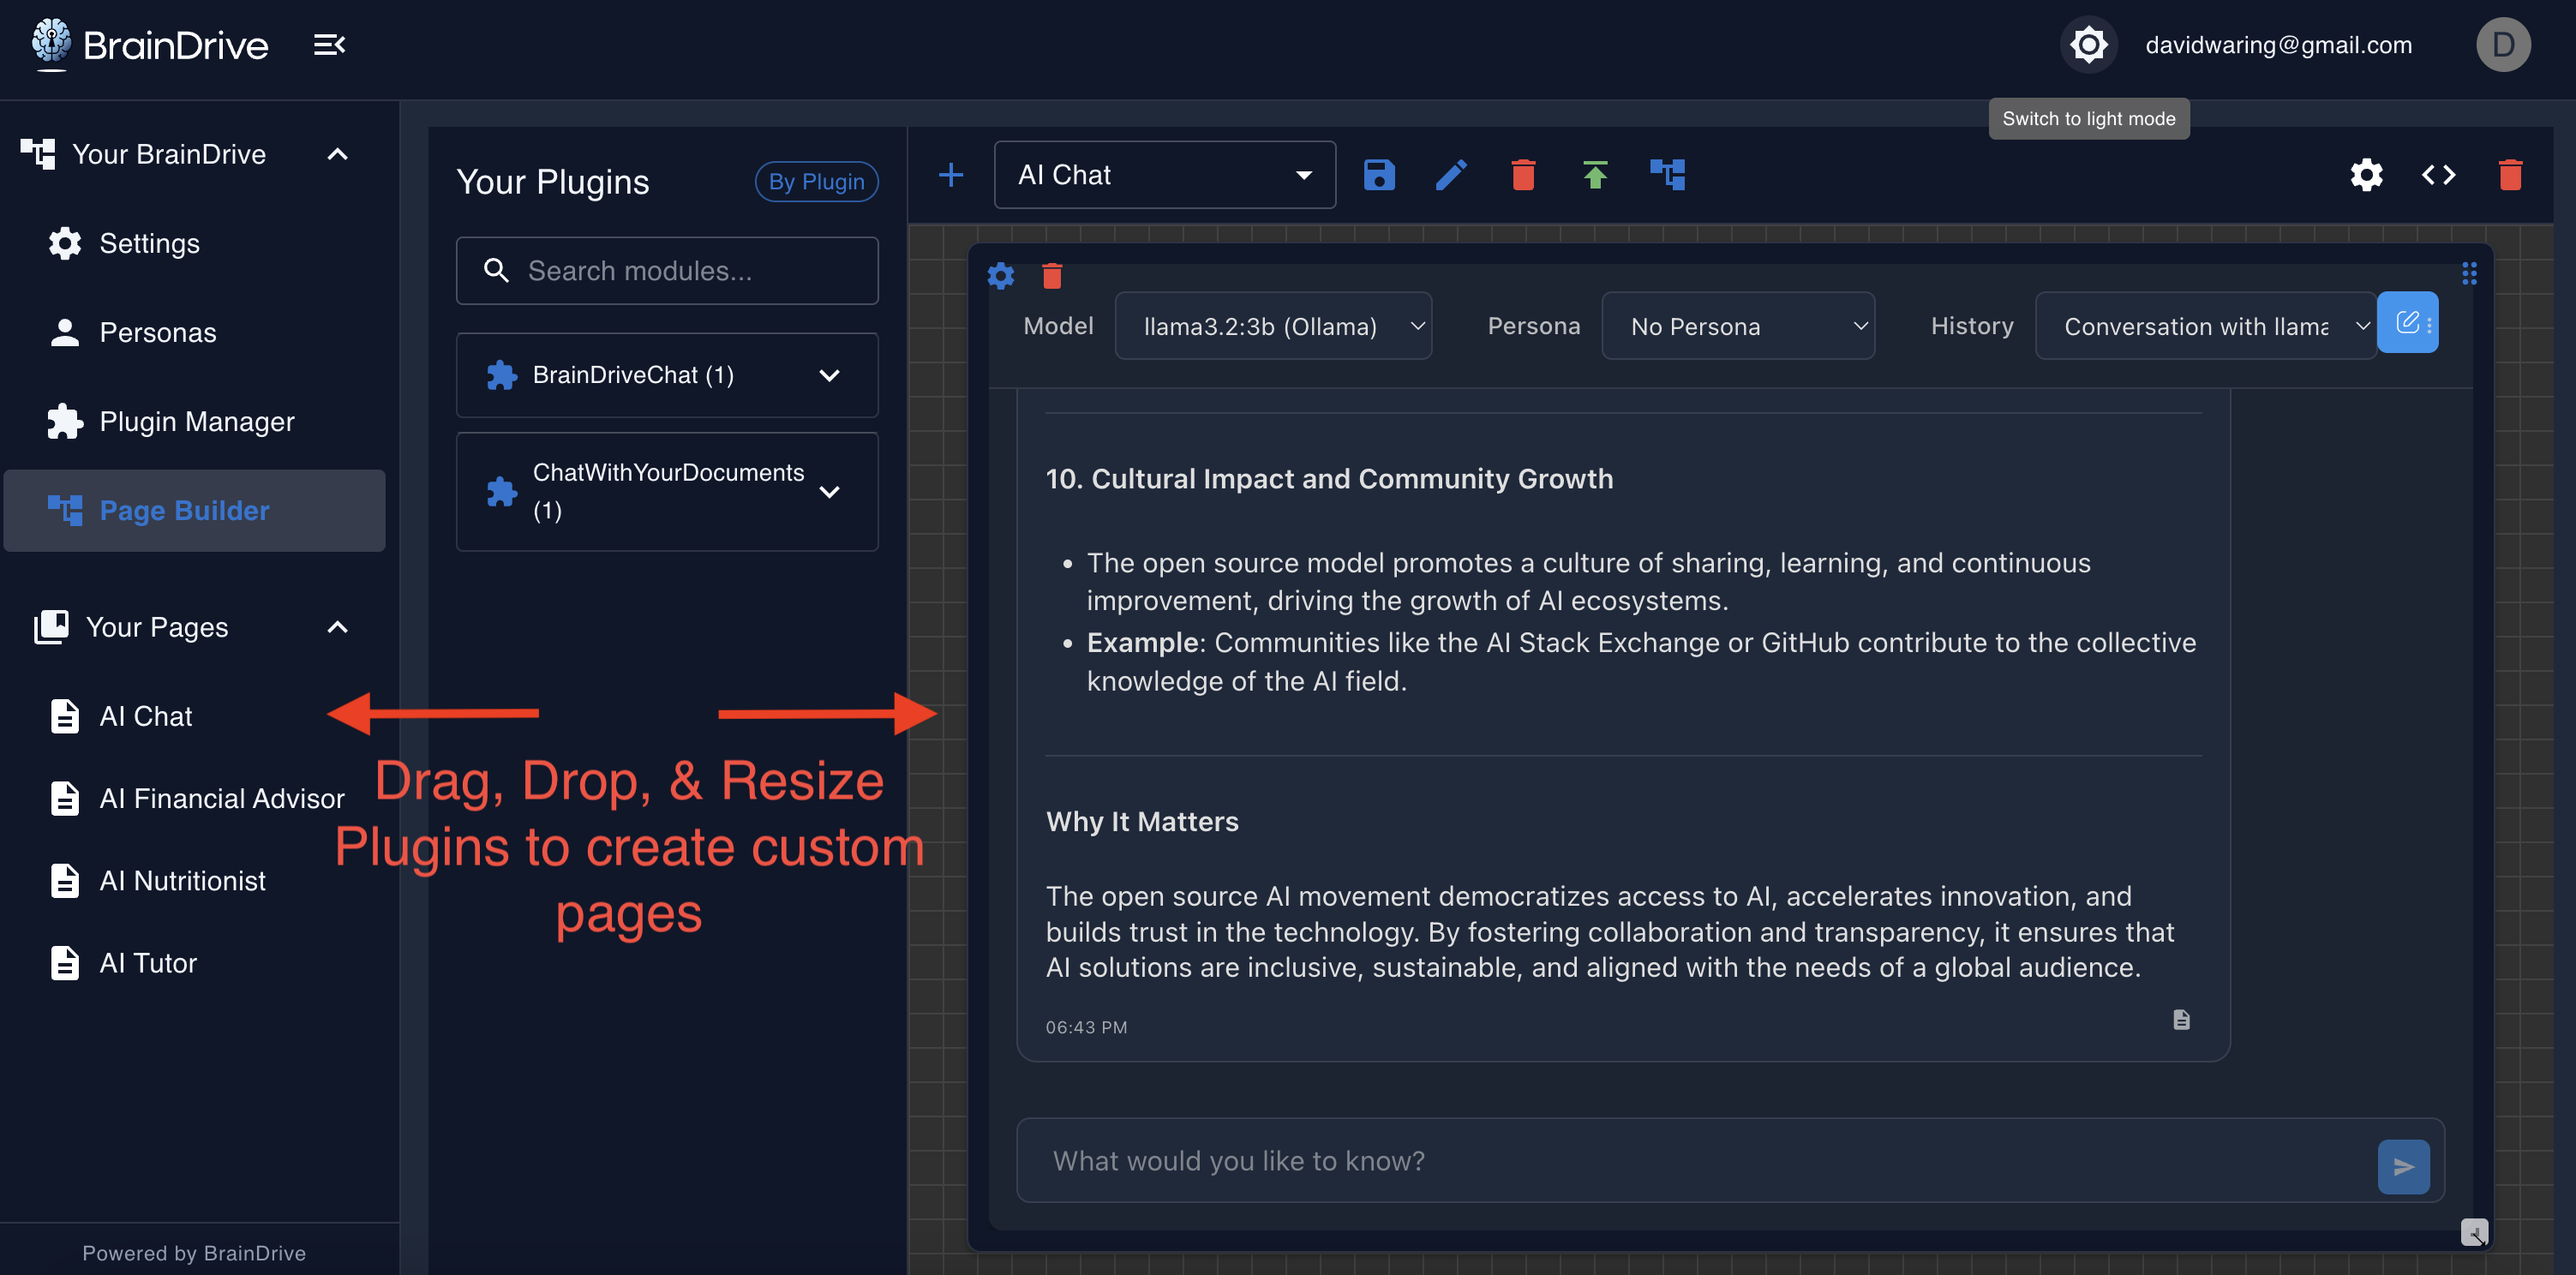 BrainDrive
davidwaring@gmail.com
D
Switch to light mode
Your BrainDrive
Settings
Personas
Plugin Manager
Page Builder
Your Pages
AI Chat
AI Financial Advisor
AI Nutritionist
AI Tutor
Powered by BrainDrive
Your Plugins
By Plugin
Search modules...
BrainDriveChat (1)
ChatWithYourDocuments
(1)
Drag, Drop, & Resize
Plugins to create custom
pages
AI Chat
Model
llama3.2:3b (Ollama)
Persona
No Persona
History
Conversation with llama
10. Cultural Impact and Community Growth
• The open source model promotes a culture of sharing, learning, and continuous
improvement, driving the growth of AI ecosystems.
• Example: Communities like the AI Stack Exchange or GitHub contribute to the collective
knowledge of the AI field.
Why It Matters
The open source AI movement democratizes access to AI, accelerates innovation, and
builds trust in the technology. By fostering collaboration and transparency, it ensures that
AI solutions are inclusive, sustainable, and aligned with the needs of a global audience.
06:43 PM
What would you like to know?